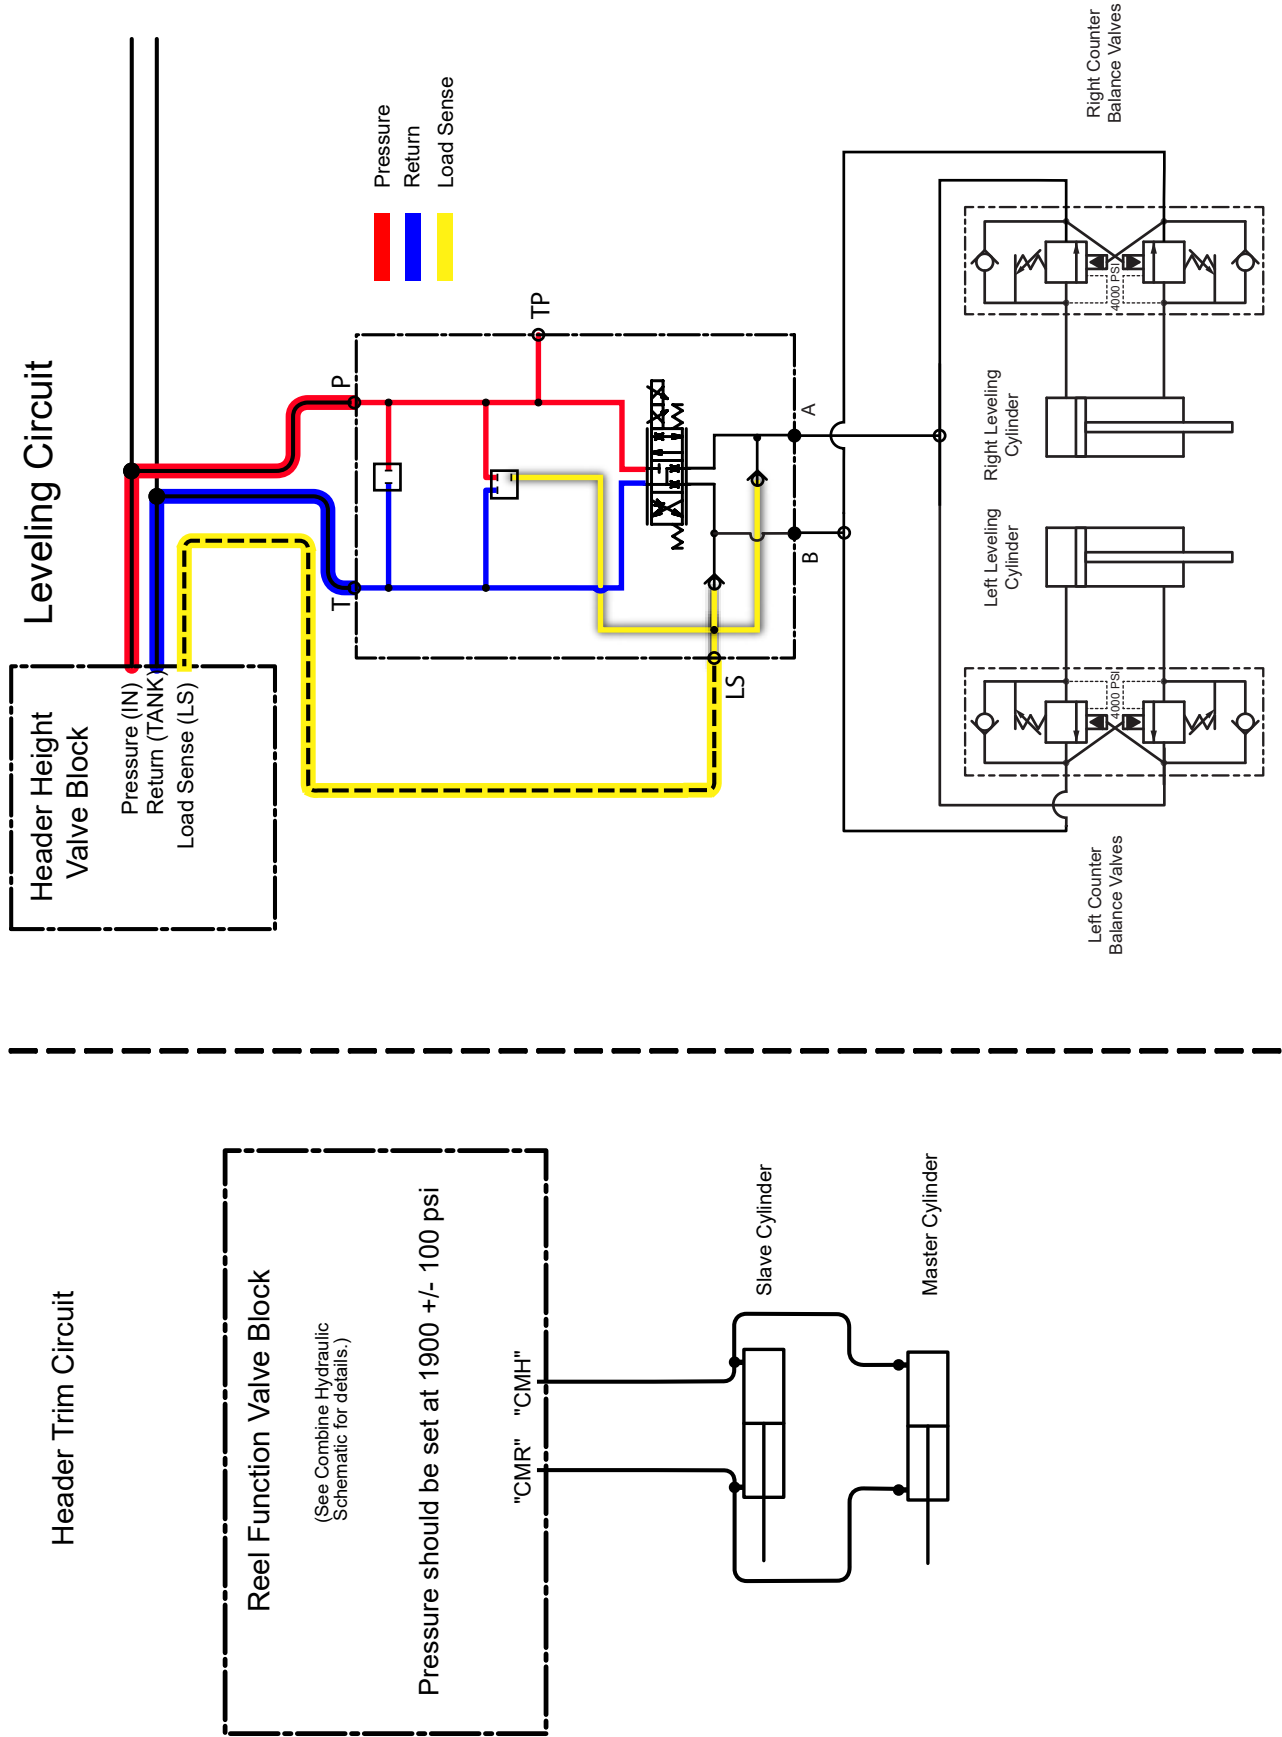 Header Trim Circuit
Reel Function Valve Block
(See Combine Hydraulic
Schematic for details.)
Pressure should be set at 1900 +/- 100 psi
"CMR"
"CMH"
Slave Cylinder
Master Cylinder
Leveling Circuit
Header Height
Valve Block
Pressure (IN)
Return (TANK)
Load Sense (LS)
Pressure
Return
Load Sense
T
P
TP
LS
B
A
Left Leveling
Cylinder
Right Leveling
Cylinder
4000 PSI
4000 PSI
Left Counter
Balance Valves
Right Counter
Balance Valves